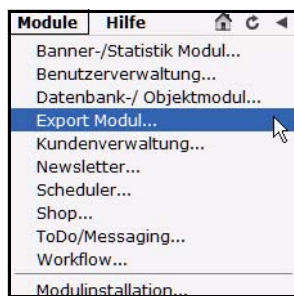 Module Hilfe
Banner-/Statistik Modul...
Benutzerverwaltung...
Datenbank-/ Objektmodul...
Export Modul...
Kundenverwaltung...
Newsletter...
Scheduler...
Shop...
ToDo/Messaging...
Workflow...
Modulinstallation...